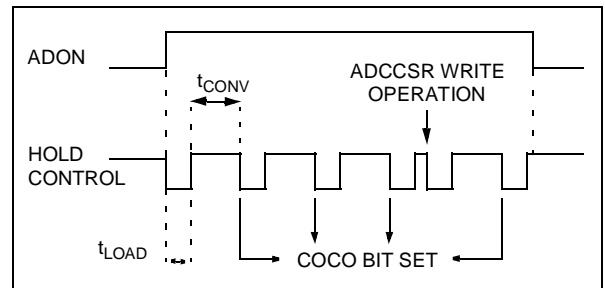 ADON
tCONV
ADCCSR WRITE
OPERATION
HOLD
CONTROL
tLOAD
COCO BIT SET